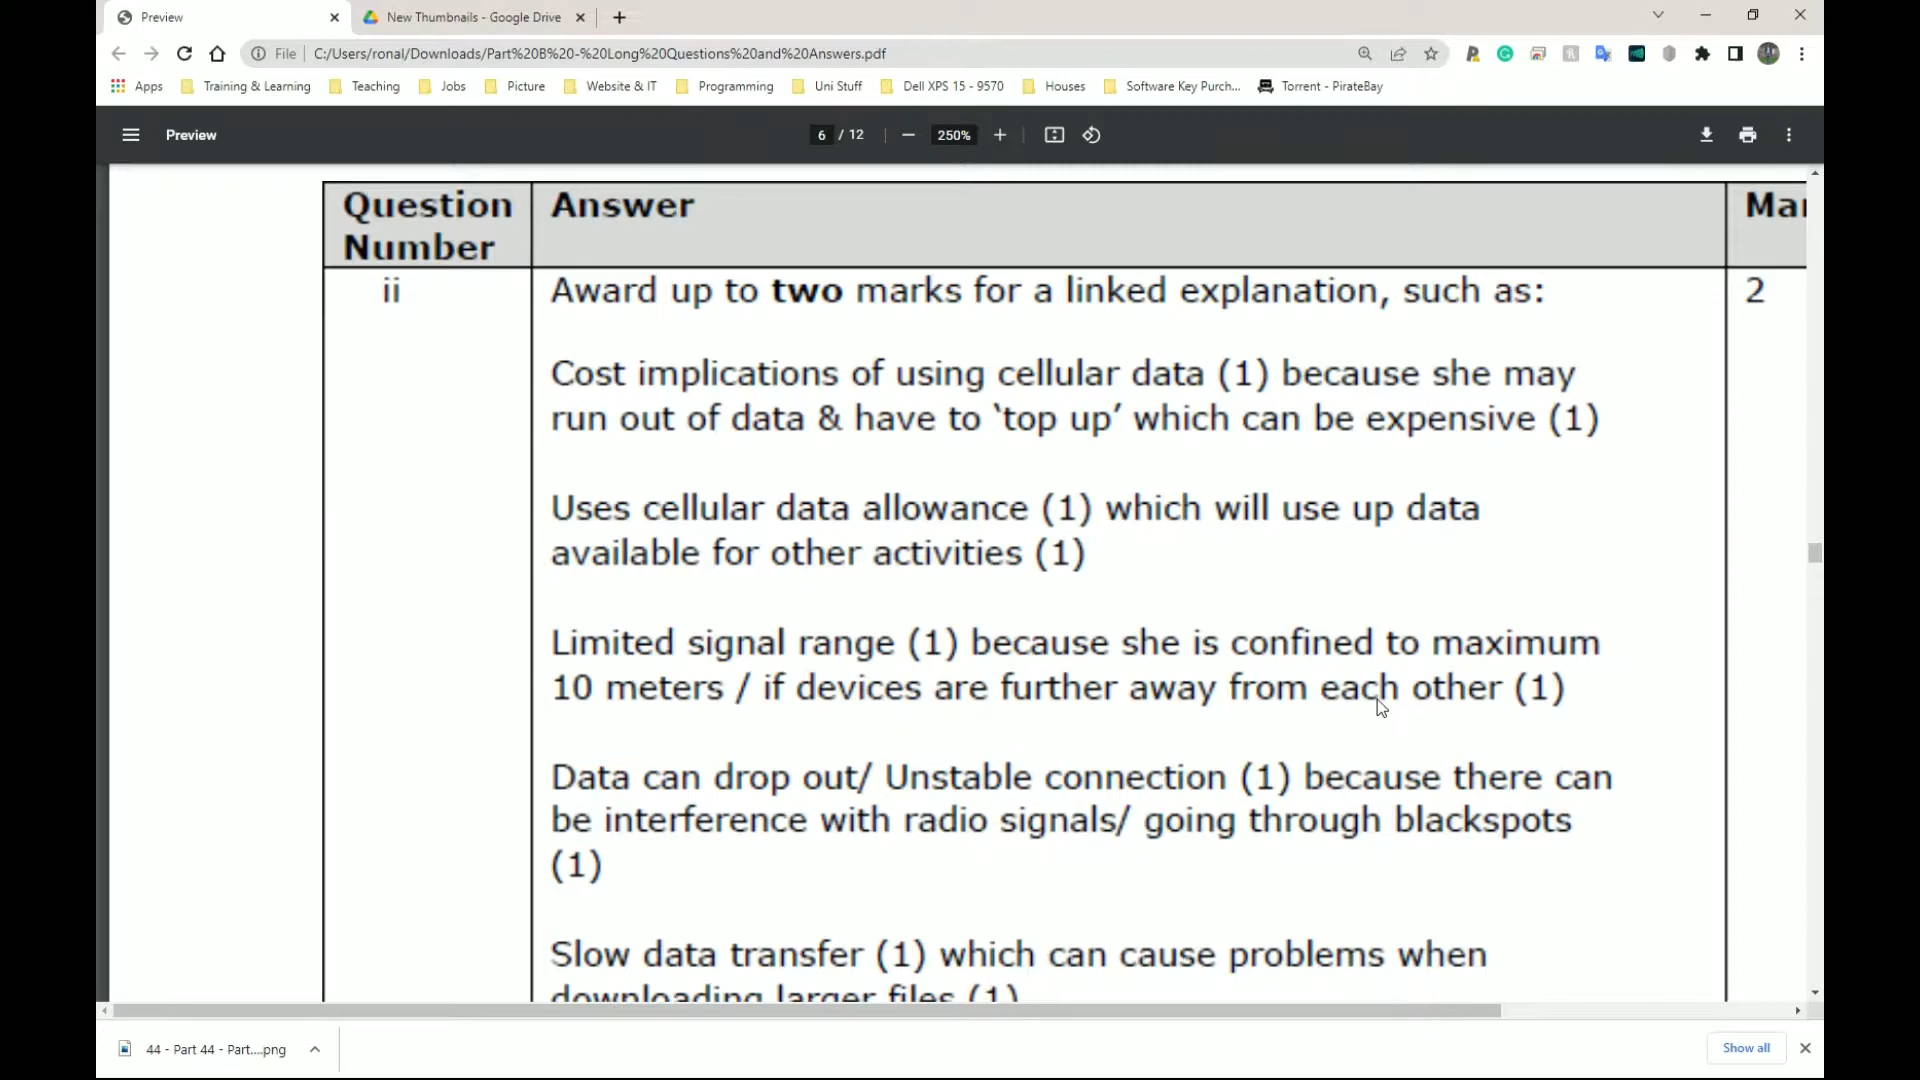 Preview
New Thumbnails - Google Drive
File C:/Users/ronal/Downloads/Part%20B%20-%20Long%20Questions%20and%20Answers.pdf
Apps Training & Learning Teaching Jobs Picture Website & IT Programming Uni Stuff Dell XPS 15 - 9570 Houses Software Key Purch... Torrent - PirateBay
Preview 6 / 12 250%
Question Answer Mar
Number
ii Award up to two marks for a linked explanation, such as: 2
Cost implications of using cellular data (1) because she may
run out of data & have to ‘top up’ which can be expensive (1)
Uses cellular data allowance (1) which will use up data
available for other activities (1)
Limited signal range (1) because she is confined to maximum
10 meters / if devices are further away from each other (1)
Data can drop out/ Unstable connection (1) because there can
be interference with radio signals/ going through blackspots
(1)
Slow data transfer (1) which can cause problems when
downloading larger files (1)
44 - Part 44 - Part....png Show all